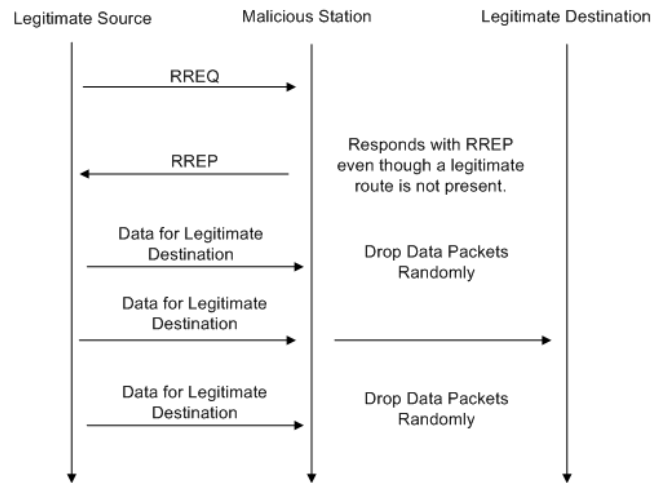 Legitimate Source
Malicious Station
Legitimate Destination
RREQ
RREP
Responds with RREP
even though a legitimate
route is not present.
Data for Legitimate
Destination
Drop Data Packets
Randomly
Data for Legitimate
Destination
Data for Legitimate
Destination
Drop Data Packets
Randomly